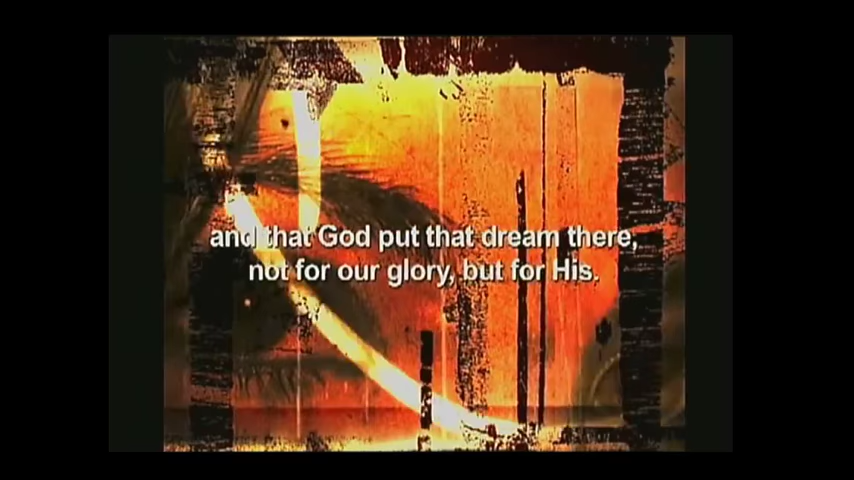 and that God put that dream there,
not for our glory, but for His.